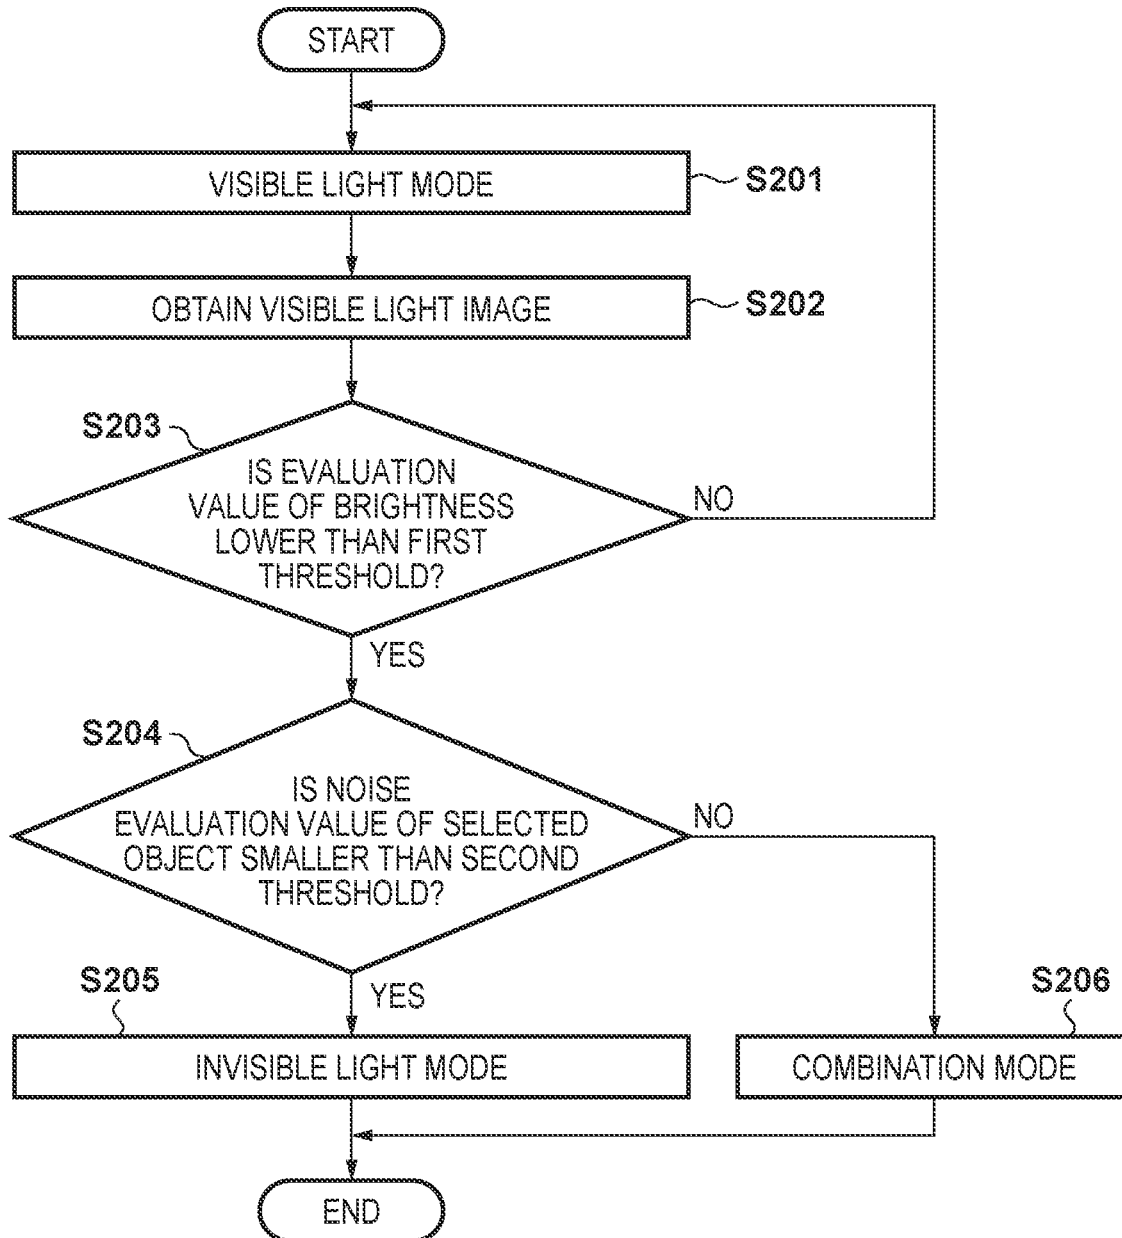 START
VISIBLE LIGHT MODE
S201
OBTAIN VISIBLE LIGHT IMAGE
S202
S203
IS EVALUATION
VALUE OF BRIGHTNESS
LOWER THAN FIRST
THRESHOLD?
NO
YES
S204
IS NOISE
EVALUATION VALUE OF SELECTED
OBJECT SMALLER THAN SECOND
THRESHOLD?
NO
YES
S205
INVISIBLE LIGHT MODE
S206
COMBINATION MODE
END